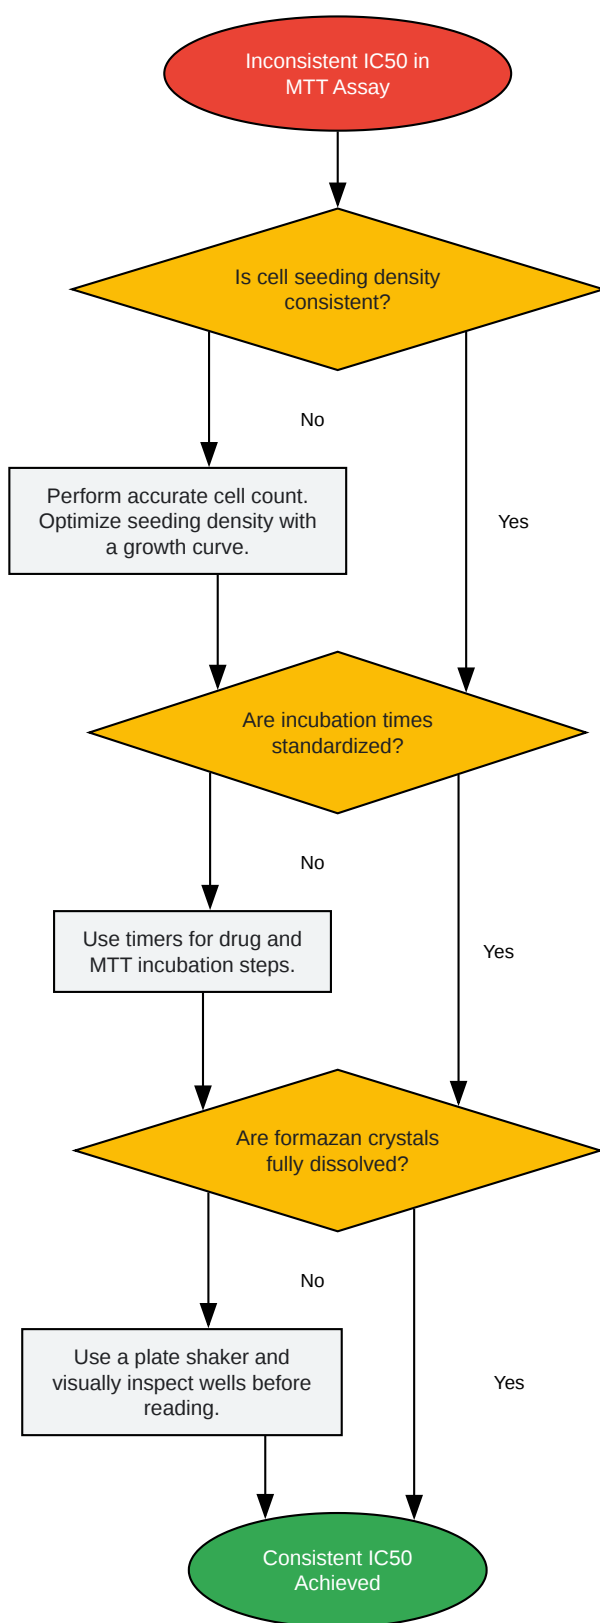 Inconsistent IC50 in
MTT Assay
Is cell seeding density
consistent?
No
Perform accurate cell count.
Optimize seeding density with
a growth curve.
Yes
Are incubation times
standardized?
No
Use timers for drug and
MTT incubation steps.
Yes
Are formazan crystals
fully dissolved?
No
Use a plate shaker and
visually inspect wells before
reading.
Yes
Consistent IC50
Achieved